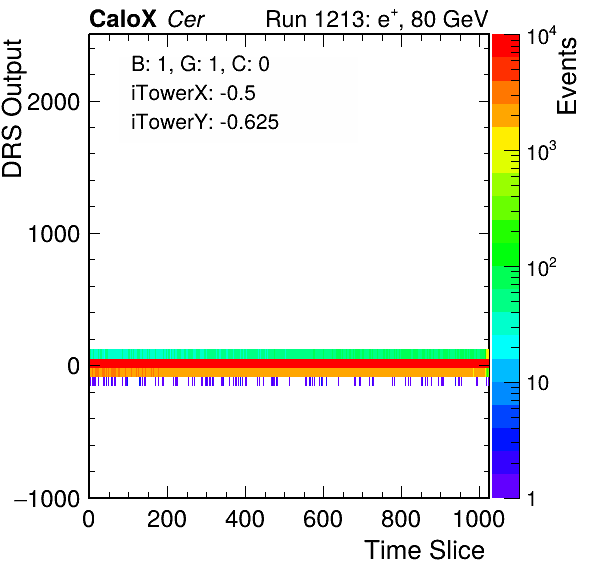 CaloX Cer Run 1213: e+, 80 GeV
B: 1, G: 1, C: 0
iTowerX: -0.5
iTowerY: -0.625
DRS Output
2000
1000
0
−1000
0 200 400 600 800 1000
Time Slice
Events
10^4
10^3
10^2
10
1